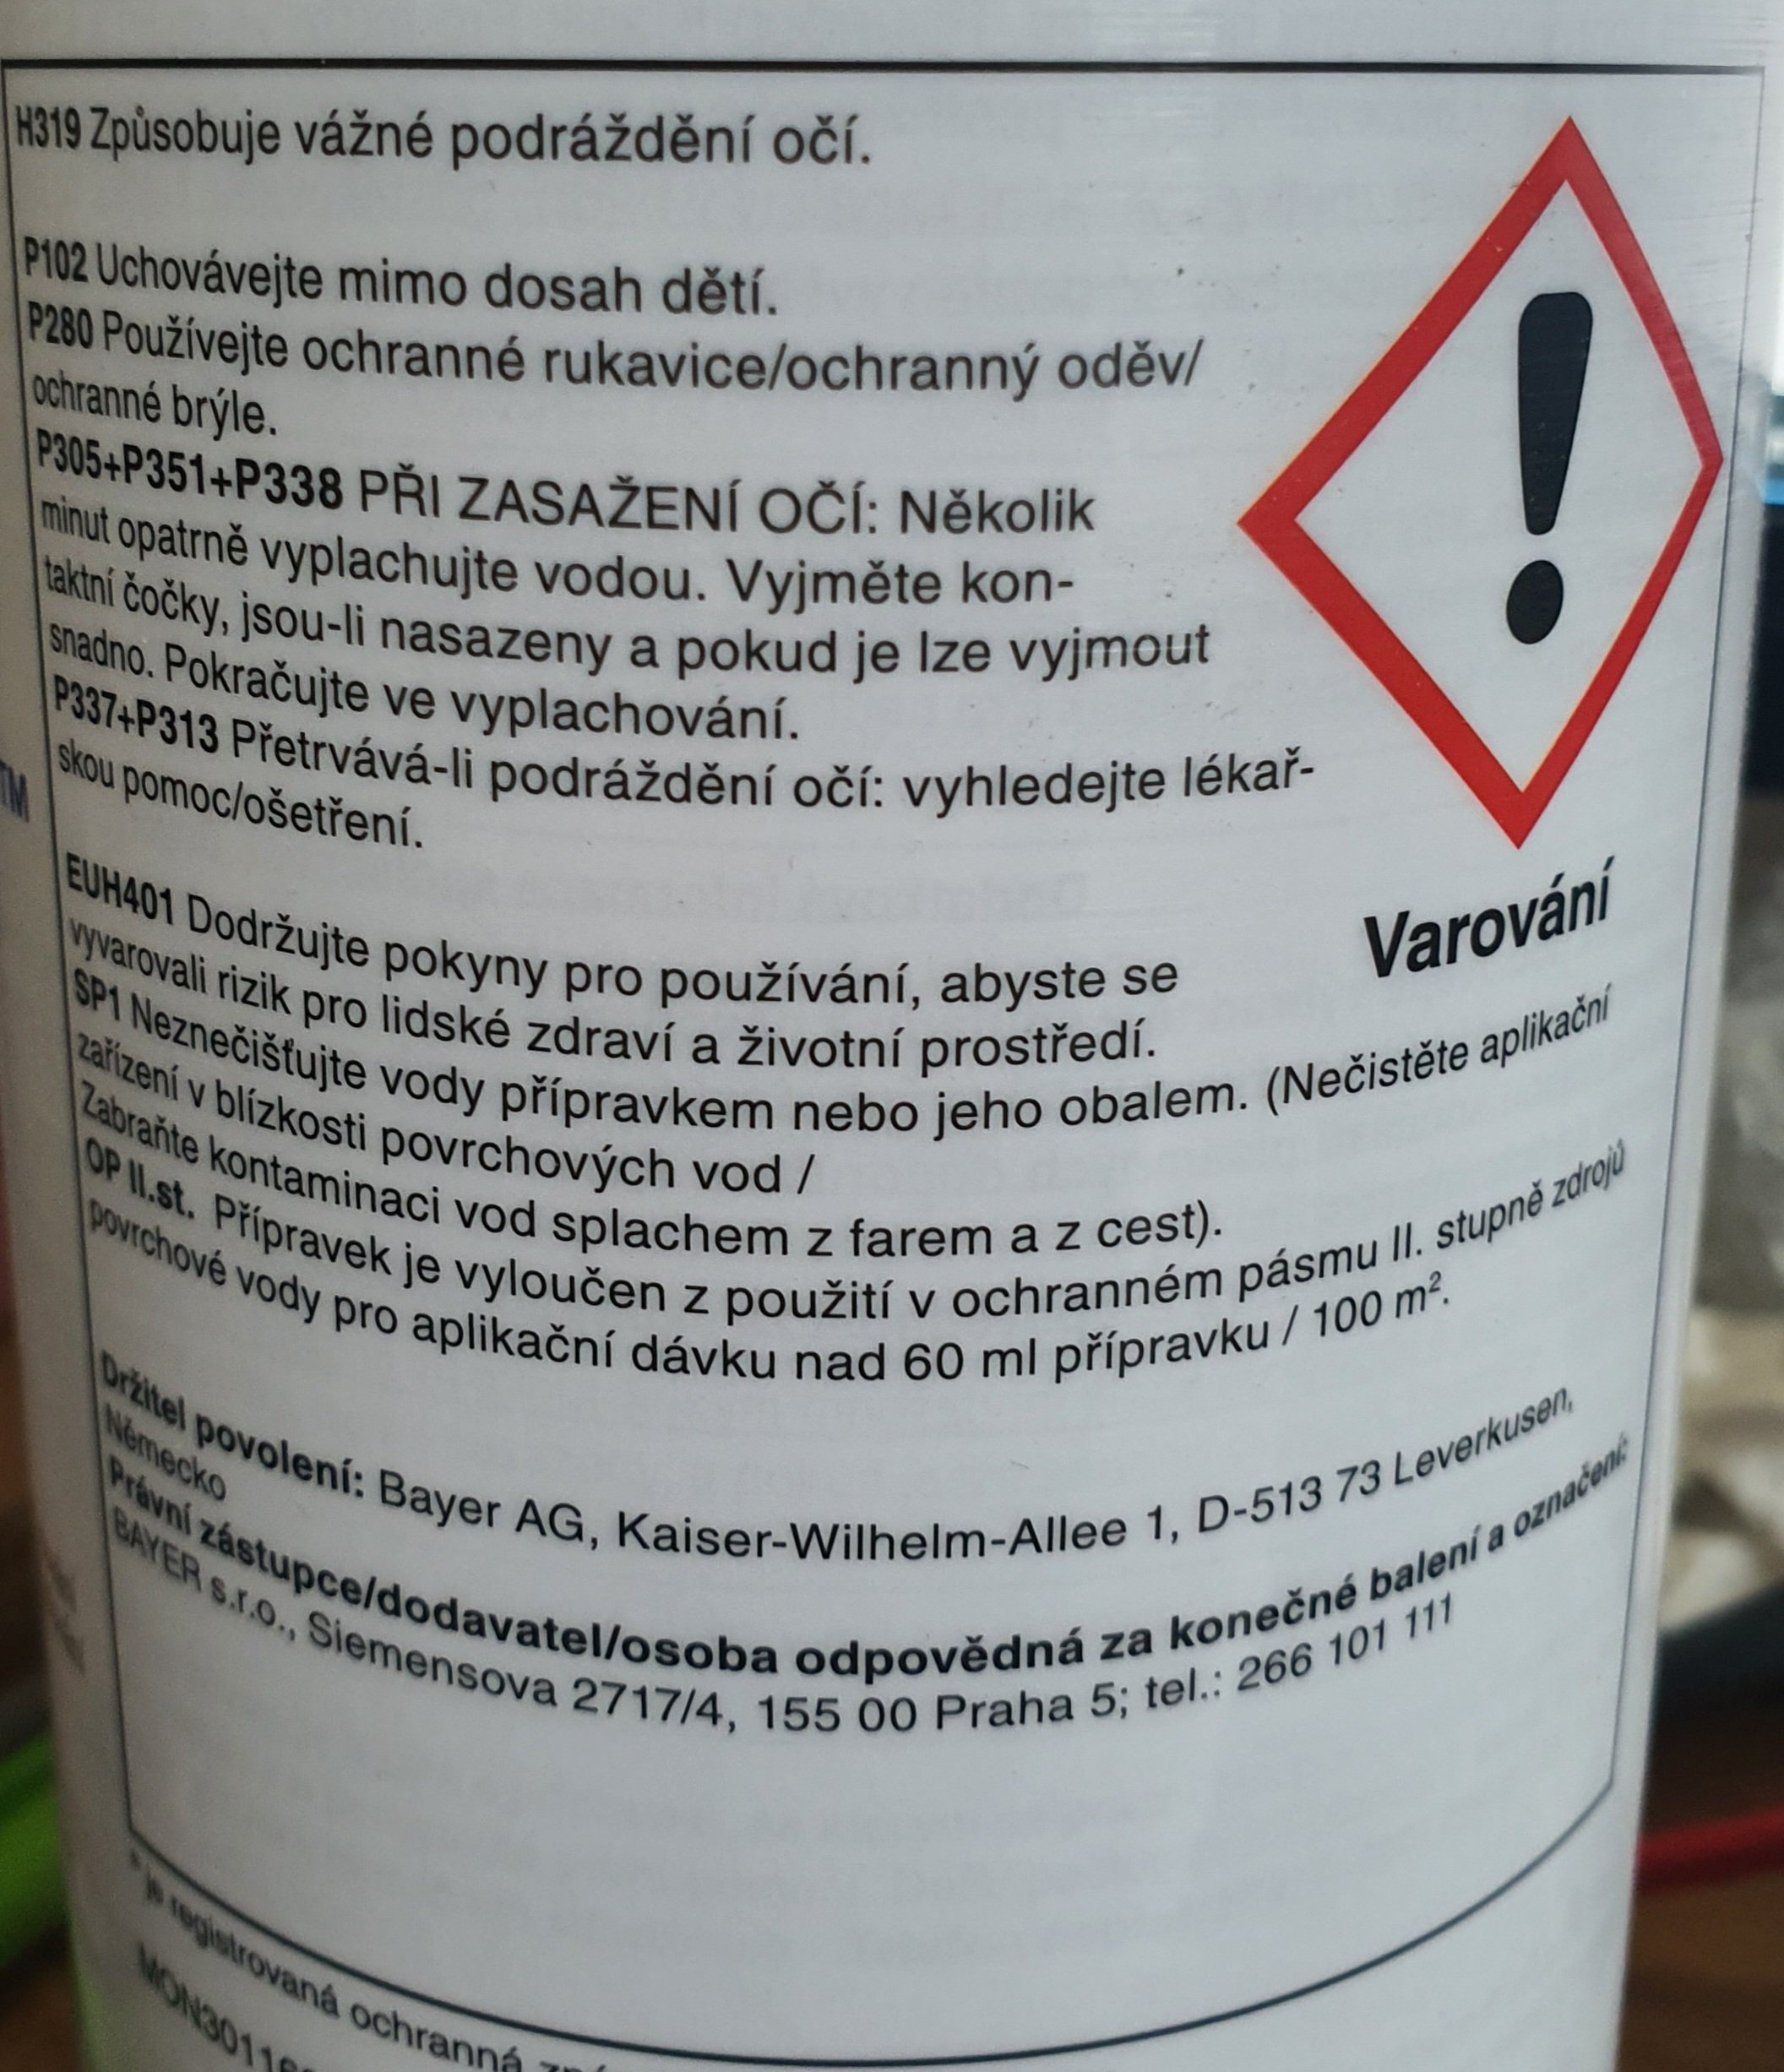 H319 Způsobuje vážné podráždění očí.
P102 Uchovávejte mimo dosah dětí.
P280 Používejte ochranné rukavice/ochranný oděv/
ochranné brýle.
P305+P351+P338 PŘI ZASAŽENÍ OČÍ: Několik
minut opatrně vyplachujte vodou. Vyjměte kon-
taktní čočky, jsou-li nasazeny a pokud je lze vyjmout
snadno. Pokračujte ve vyplachování.
P337+P313 Přetrvává-li podráždění očí: vyhledejte lékař-
skou pomoc/ošetření.
TM
Varování
EUH401 Dodržujte pokyny pro používání, abyste se
vyvarovali rizik pro lidské zdraví a životní prostředí.
SP1 Neznečišťujte vody přípravkem nebo jeho obalem. (Nečistěte aplikační
zařízení v blízkosti povrchových vod /
Zabraňte kontaminaci vod splachem z farem a z cest).
OP II.st. Přípravek je vyloučen z použití v ochranném pásmu II. stupně zdrojů
povrchové vody pro aplikační dávku nad 60 ml přípravku / 100 m².
Držitel povolení: Bayer AG, Kaiser-Wilhelm-Allee 1, D-513 73 Leverkusen,
Německo
Právní zástupce/dodavatel/osoba odpovědná za konečné balení a označení:
BAYER s.r.o., Siemensova 2717/4, 155 00 Praha 5; tel.: 266 101 111
* je registrovaná ochranná